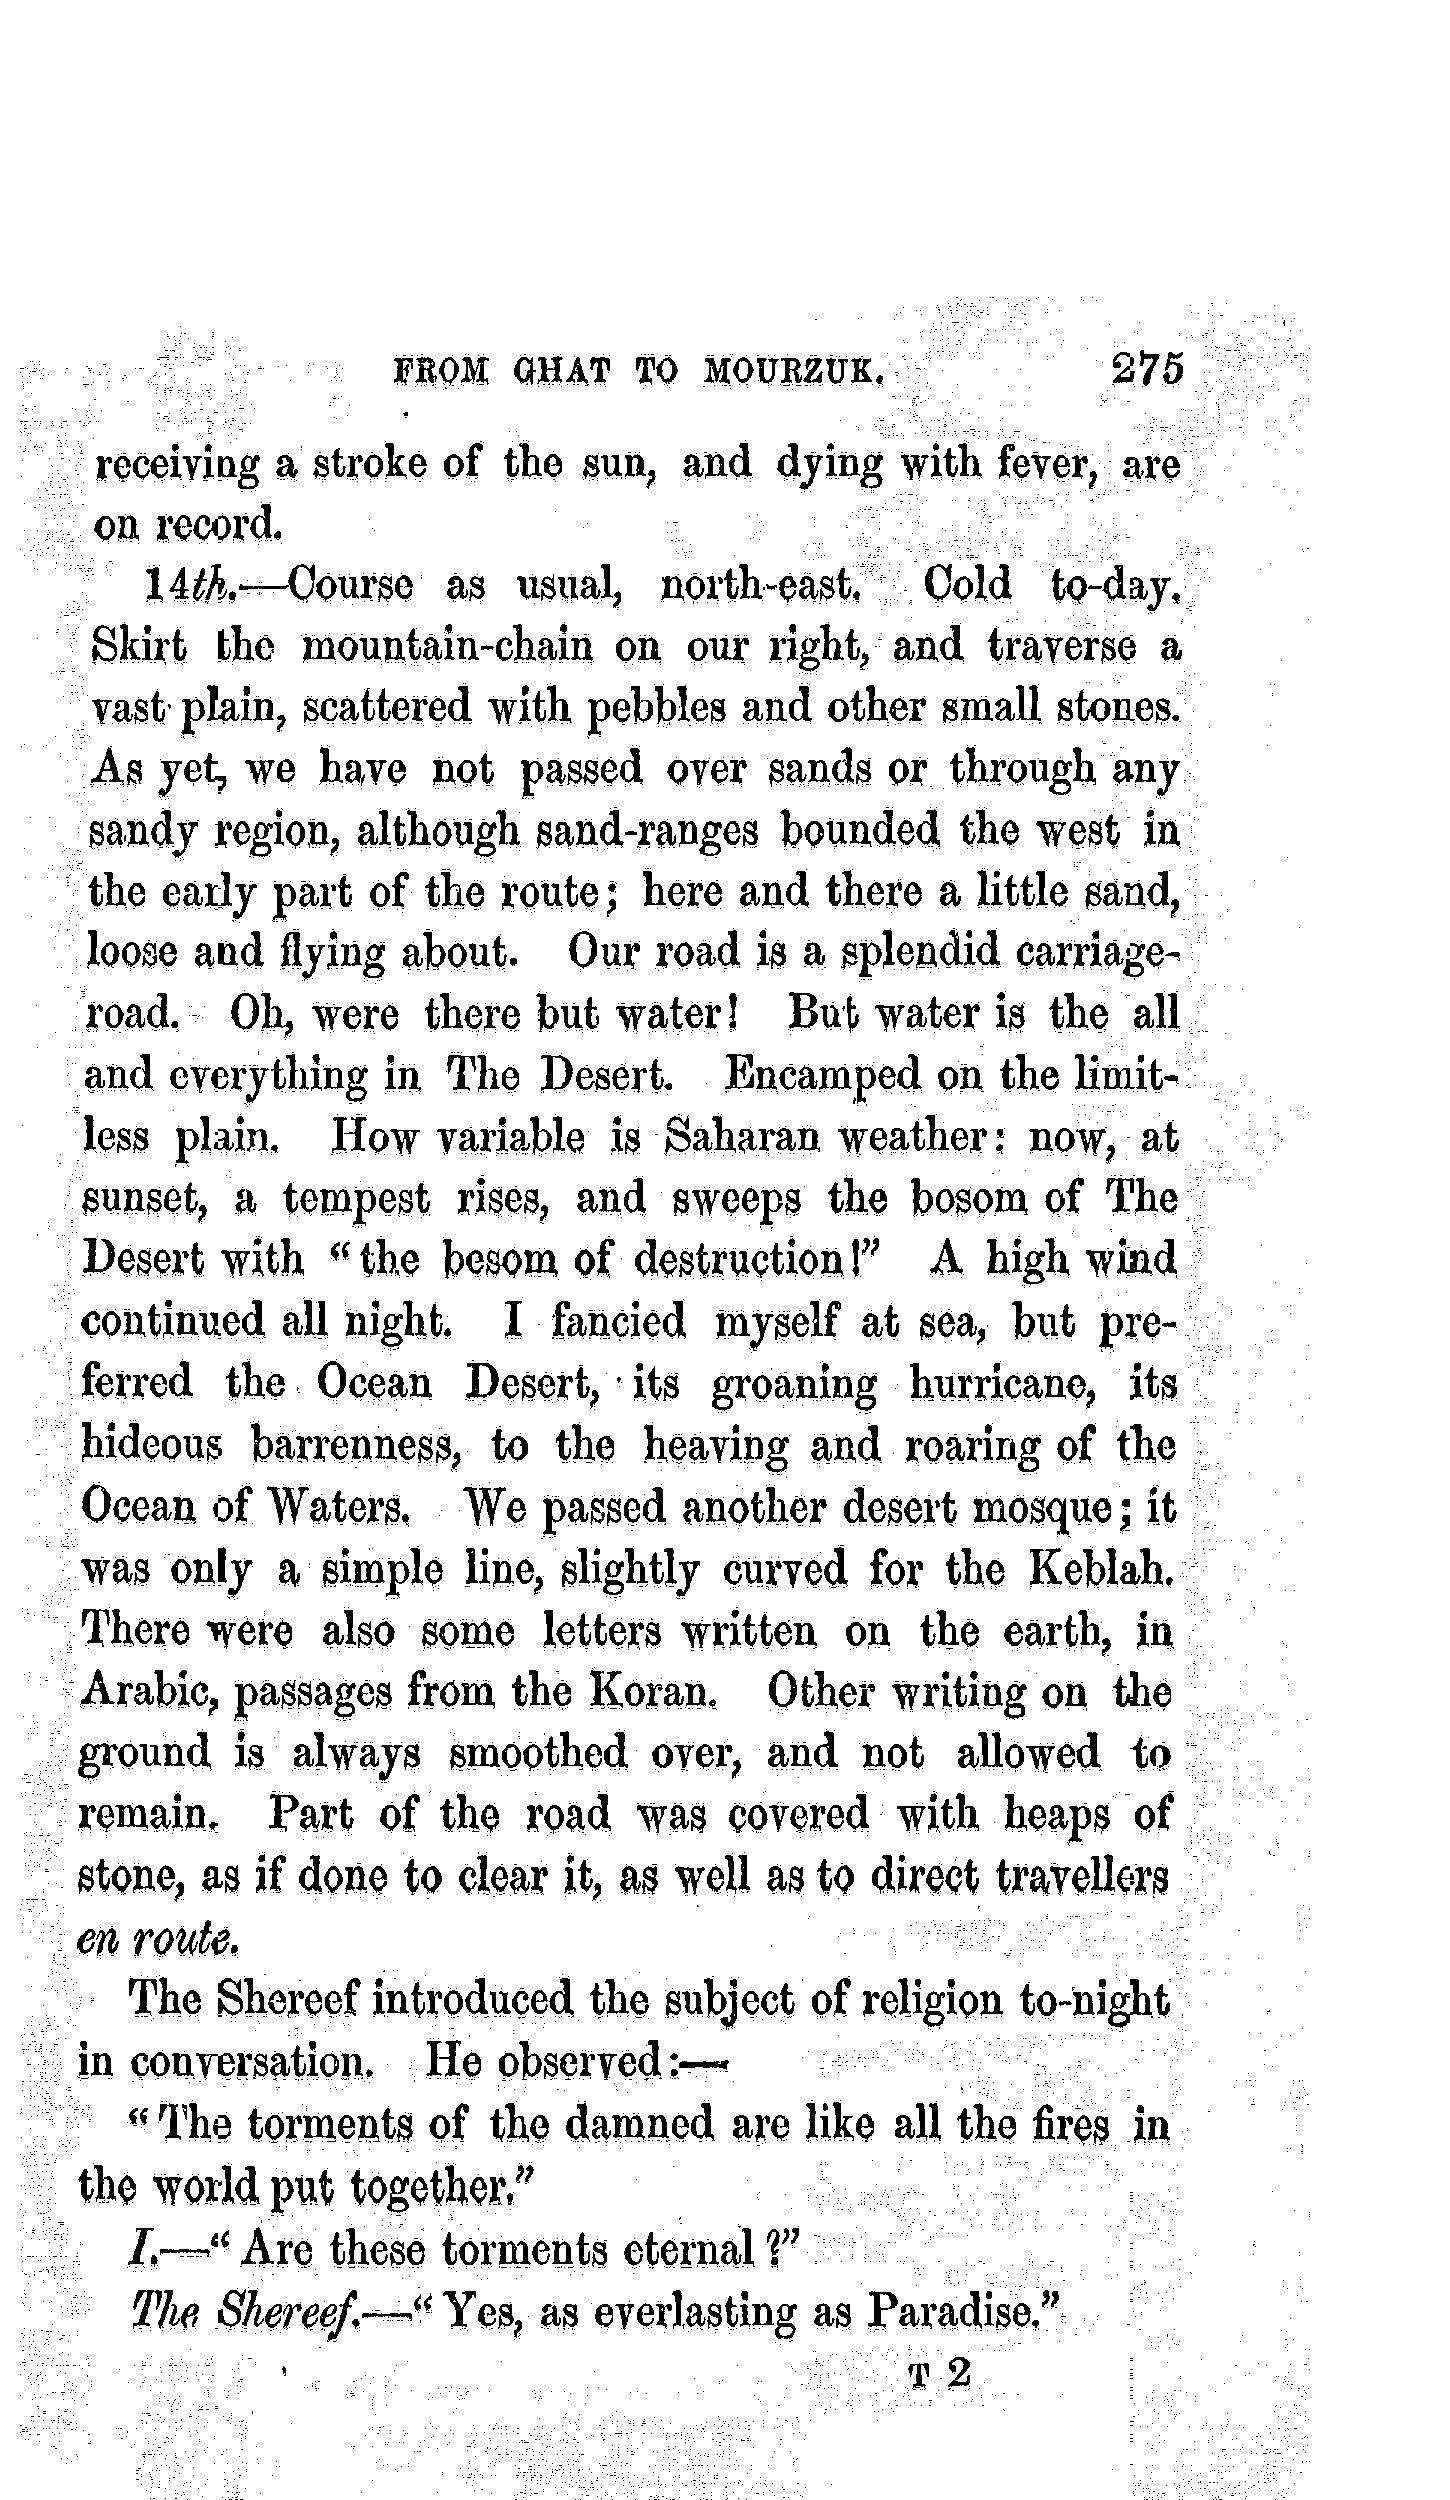 FROM GHAT TO MOURZUK. 275
receiving a stroke of the sun, and dying with fever, are
on record.
14th.—Course as usual, north-east. Cold to-day.
Skirt the mountain-chain on our right, and traverse a
vast plain, scattered with pebbles and other small stones.
As yet, we have not passed over sands or through any
sandy region, although sand-ranges bounded the west in
the early part of the route; here and there a little sand,
loose and flying about. Our road is a splendid carriage-
road. Oh, were there but water! But water is the all
and everything in The Desert. Encamped on the limit-
less plain. How variable is Saharan weather: now, at
sunset, a tempest rises, and sweeps the bosom of The
Desert with "the besom of destruction!" A high wind
continued all night. I fancied myself at sea, but pre-
ferred the Ocean Desert, its groaning hurricane, its
hideous barrenness, to the heaving and roaring of the
Ocean of Waters. We passed another desert mosque; it
was only a simple line, slightly curved for the Keblah.
There were also some letters written on the earth, in
Arabic, passages from the Koran. Other writing on the
ground is always smoothed over, and not allowed to
remain. Part of the road was covered with heaps of
stone, as if done to clear it, as well as to direct travellers
en route.
The Shereef introduced the subject of religion to-night
in conversation. He observed:—
"The torments of the damned are like all the fires in
the world put together."
I.—"Are these torments eternal?"
The Shereef.—"Yes, as everlasting as Paradise."
T 2